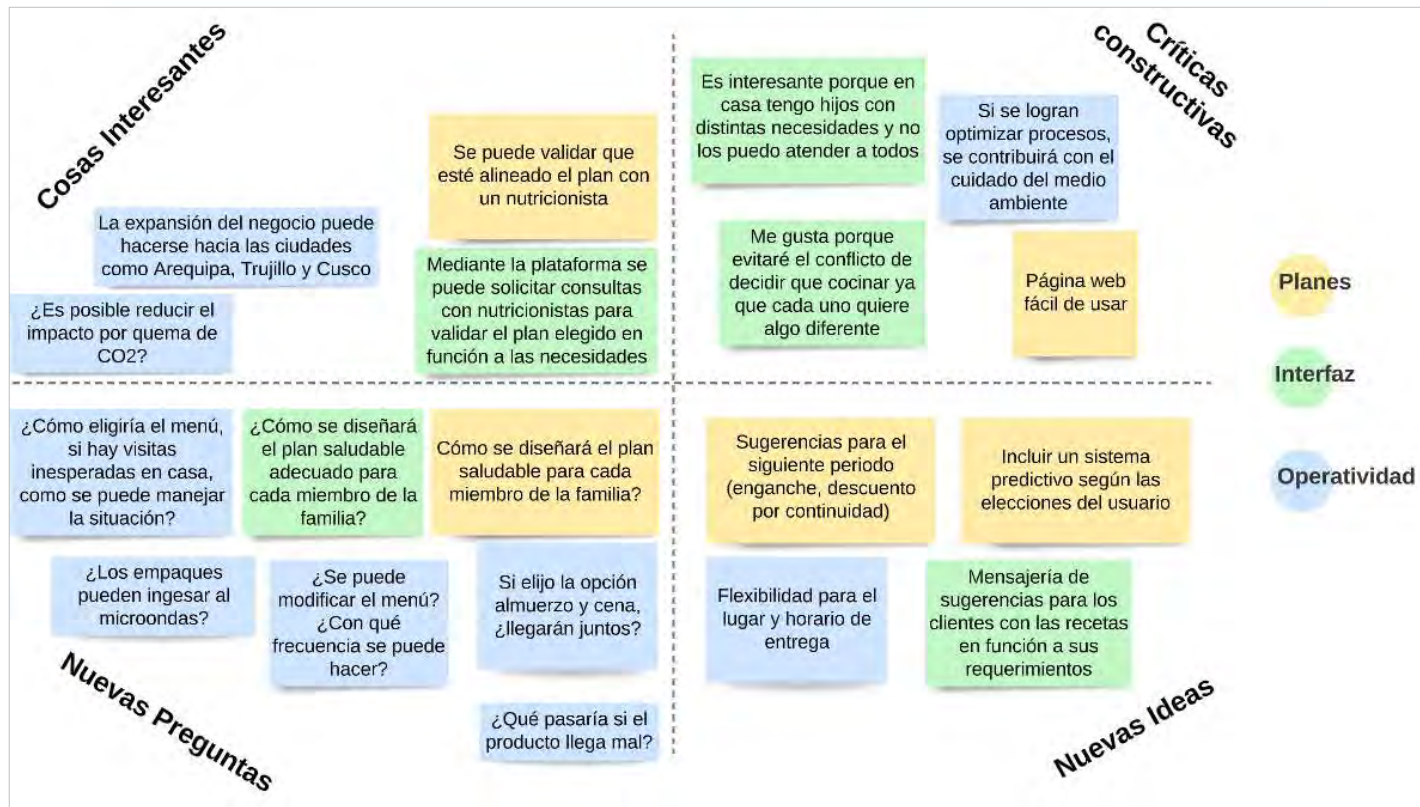 Cosas Interesantes
Se puede validar que
esté alineado el plan con
un nutricionista
La expansión del negocio puede
hacerse hacia las ciudades
como Arequipa, Trujillo y Cusco
Mediante la plataforma se
puede solicitar consultas
con nutricionistas para
validar el plan elegido en
función a las necesidades
¿Es posible reducir el
impacto por quema de
CO2?
Críticas
constructivas
Es interesante porque en
casa tengo hijos con
distintas necesidades y no
los puedo atender a todos
Si se logran
optimizar procesos,
se contribuirá con el
cuidado del medio
ambiente
Me gusta porque
evitaré el conflicto de
decidir que cocinar ya
que cada uno quiere
algo diferente
Página web
fácil de usar
Planes
Interfaz
Operatividad
¿Cómo eligiría el menú,
si hay visitas
inesperadas en casa,
como se puede manejar
la situación?
¿Cómo se diseñará
el plan saludable
adecuado para
cada miembro de la
familia?
Cómo se diseñará el plan
saludable para cada
miembro de la familia?
¿Los empaques
pueden ingesar al
microondas?
¿Se puede
modificar el menú?
¿Con qué
frecuencia se puede
hacer?
Si elijo la opción
almuerzo y cena,
¿llegarán juntos?
¿Qué pasaría si el
producto llega mal?
Nuevas Preguntas
Sugerencias para el
siguiente periodo
(enganche, descuento
por continuidad)
Incluir un sistema
predictivo según las
elecciones del usuario
Flexibilidad para el
lugar y horario de
entrega
Mensajería de
sugerencias para los
clientes con las recetas
en función a sus
requerimientos
Nuevas Ideas